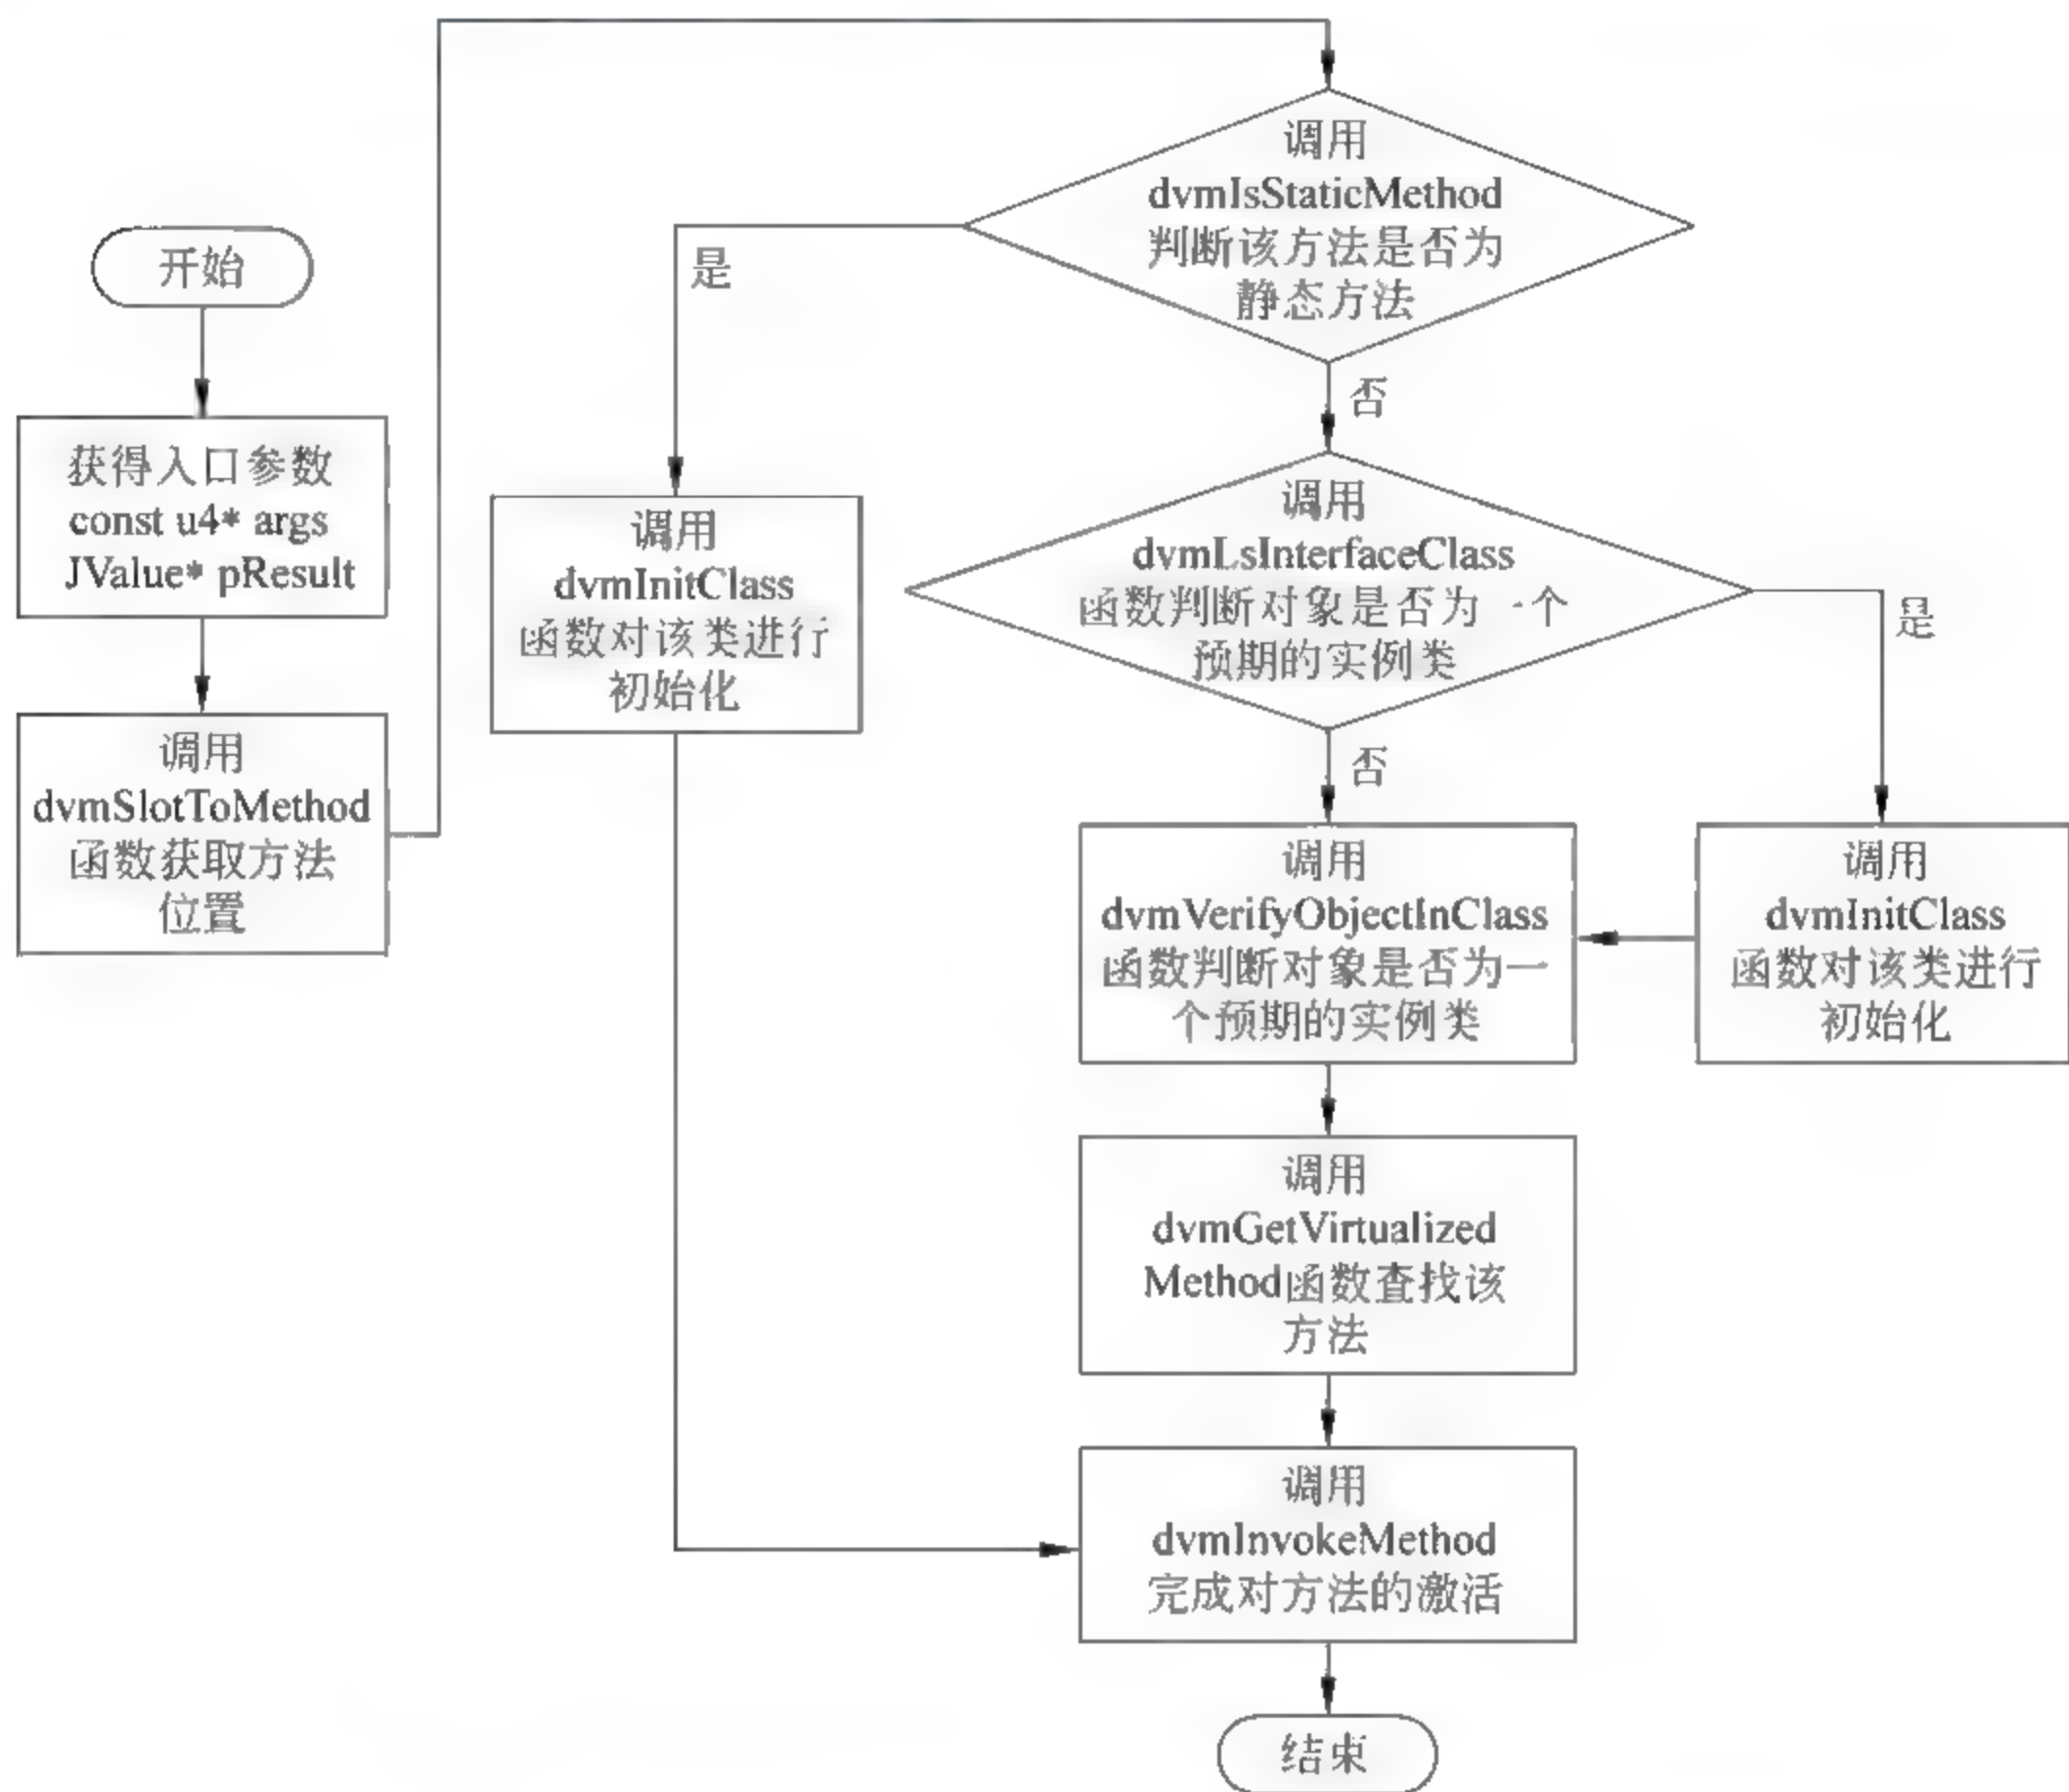 开始
获得入口参数
const u4* args
JValue* pResult
调用
dvmSlotToMethod
函数获取方法
位置
调用
dvmIsStaticMethod
判断该方法是否为
静态方法
是
否
调用
dvmInitClass
函数对该类进行
初始化
调用
dvmLsInterfaceClass
函数判断对象是否为一个
预期的实例类
是
否
调用
dvmVerifyObjectInClass
函数判断对象是否为一
个预期的实例类
调用
dvmInitClass
函数对该类进行
初始化
调用
dvmGetVirtualized
Method函数查找该
方法
调用
dvmInvokeMethod
完成对方法的激活
结束